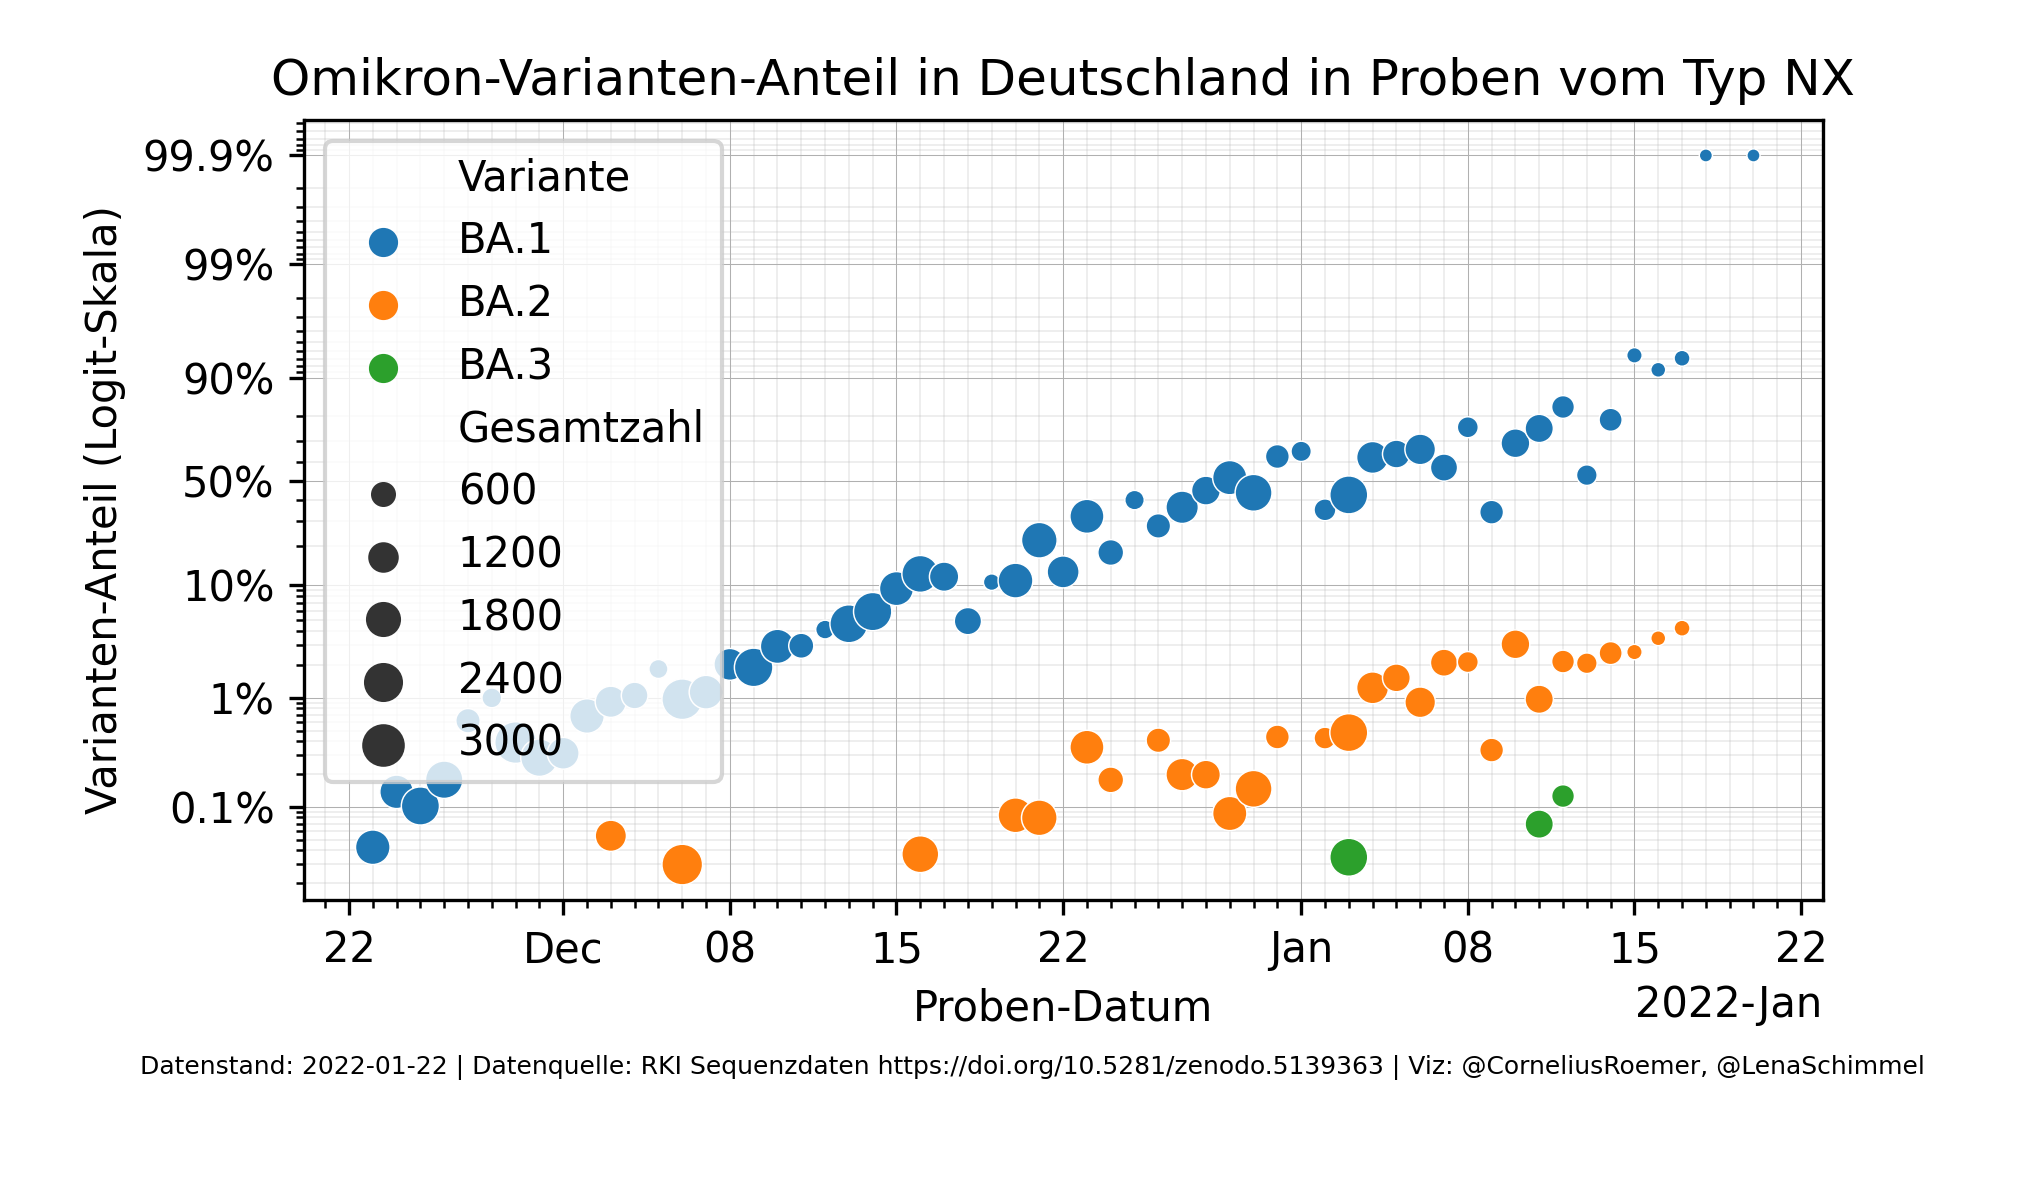 Omikron-Varianten-Anteil in Deutschland in Proben vom Typ NX
Varianten-Anteil (Logit-Skala)
99.9%
99%
90%
50%
10%
1%
0.1%
Variante
BA.1
BA.2
BA.3
Gesamtzahl
600
1200
1800
2400
3000
22 Dec 08 15 22 Jan 08 15 22
2022-Jan
Proben-Datum
Datenstand: 2022-01-22 | Datenquelle: RKI Sequenzdaten https://doi.org/10.5281/zenodo.5139363 | Viz: @CorneliusRoemer, @LenaSchimmel